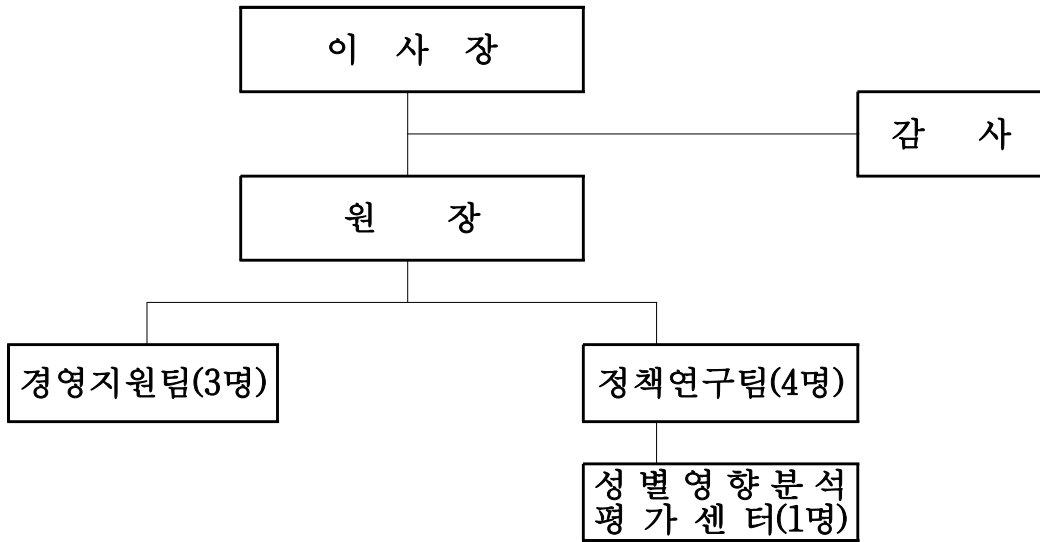 이 사 장
감 사
원 장
경영지원팀(3명)
정책연구팀(4명)
성별영향분석
평가센터(1명)